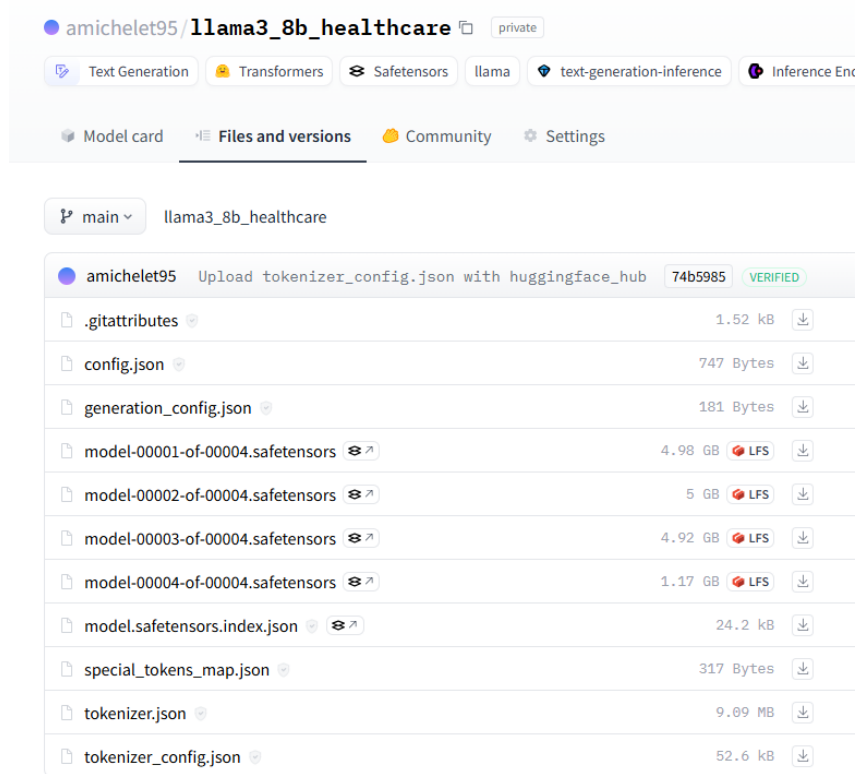 amichelet95/llama3_8b_healthcare private
Text Generation Transformers Safetensors llama text-generation-inference Inference
Model card Files and versions Community Settings
main llama3_8b_healthcare
amichelet95 Upload tokenizer_config.json with huggingface_hub 74b5985 VERIFIED
.gitattributes 1.52 kB
config.json 747 Bytes
generation_config.json 181 Bytes
model-00001-of-00004.safetensors 4.98 GB LFS
model-00002-of-00004.safetensors 5 GB LFS
model-00003-of-00004.safetensors 4.92 GB LFS
model-00004-of-00004.safetensors 1.17 GB LFS
model.safetensors.index.json 24.2 kB
special_tokens_map.json 317 Bytes
tokenizer.json 9.09 MB
tokenizer_config.json 52.6 kB